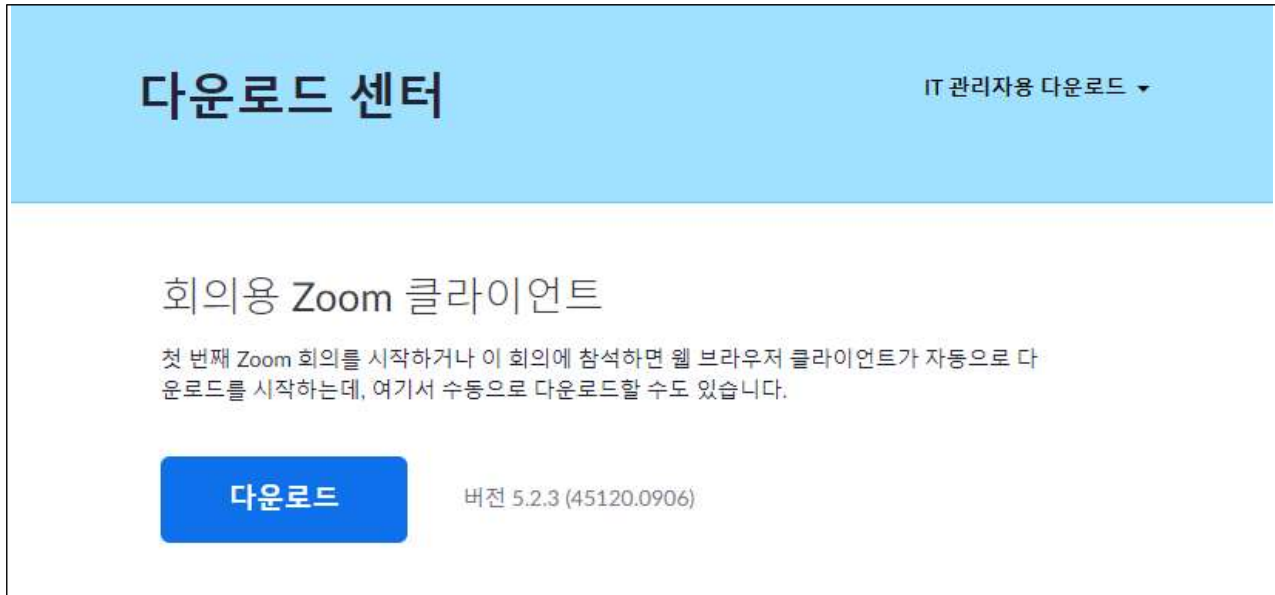 다운로드 센터
IT 관리자용 다운로드
회의용 Zoom 클라이언트
첫 번째 Zoom 회의를 시작하거나 이 회의에 참석하면 웹 브라우저 클라이언트가 자동으로 다
운로드를 시작하는데, 여기서 수동으로 다운로드할 수도 있습니다.
다운로드
버전 5.2.3 (45120.0906)